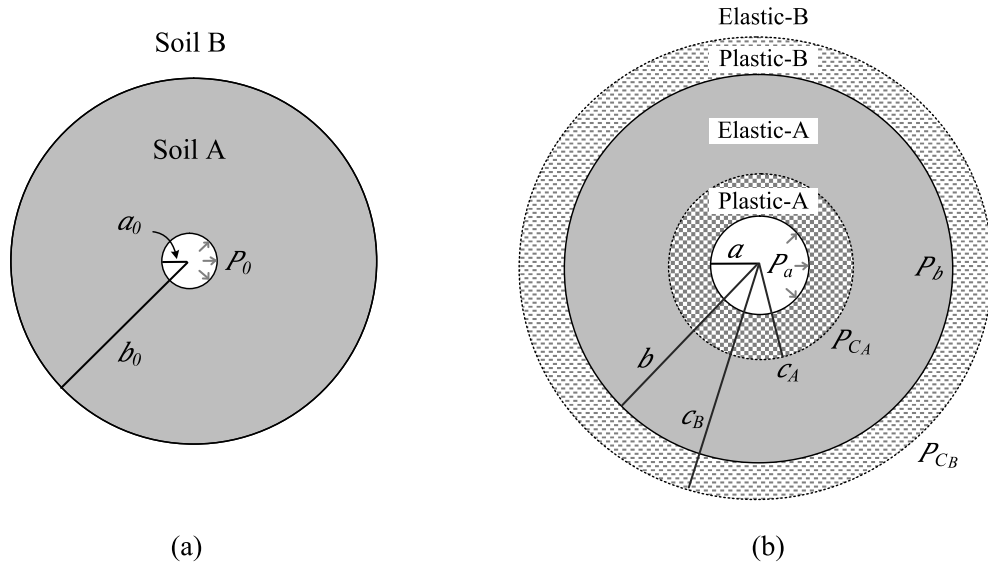 Soil B
Soil A
a0
P0
b0
(a)
Elastic-B
Plastic-B
Elastic-A
Plastic-A
a
Pa
Pb
b
cA
PCA
cB
PCB
(b)